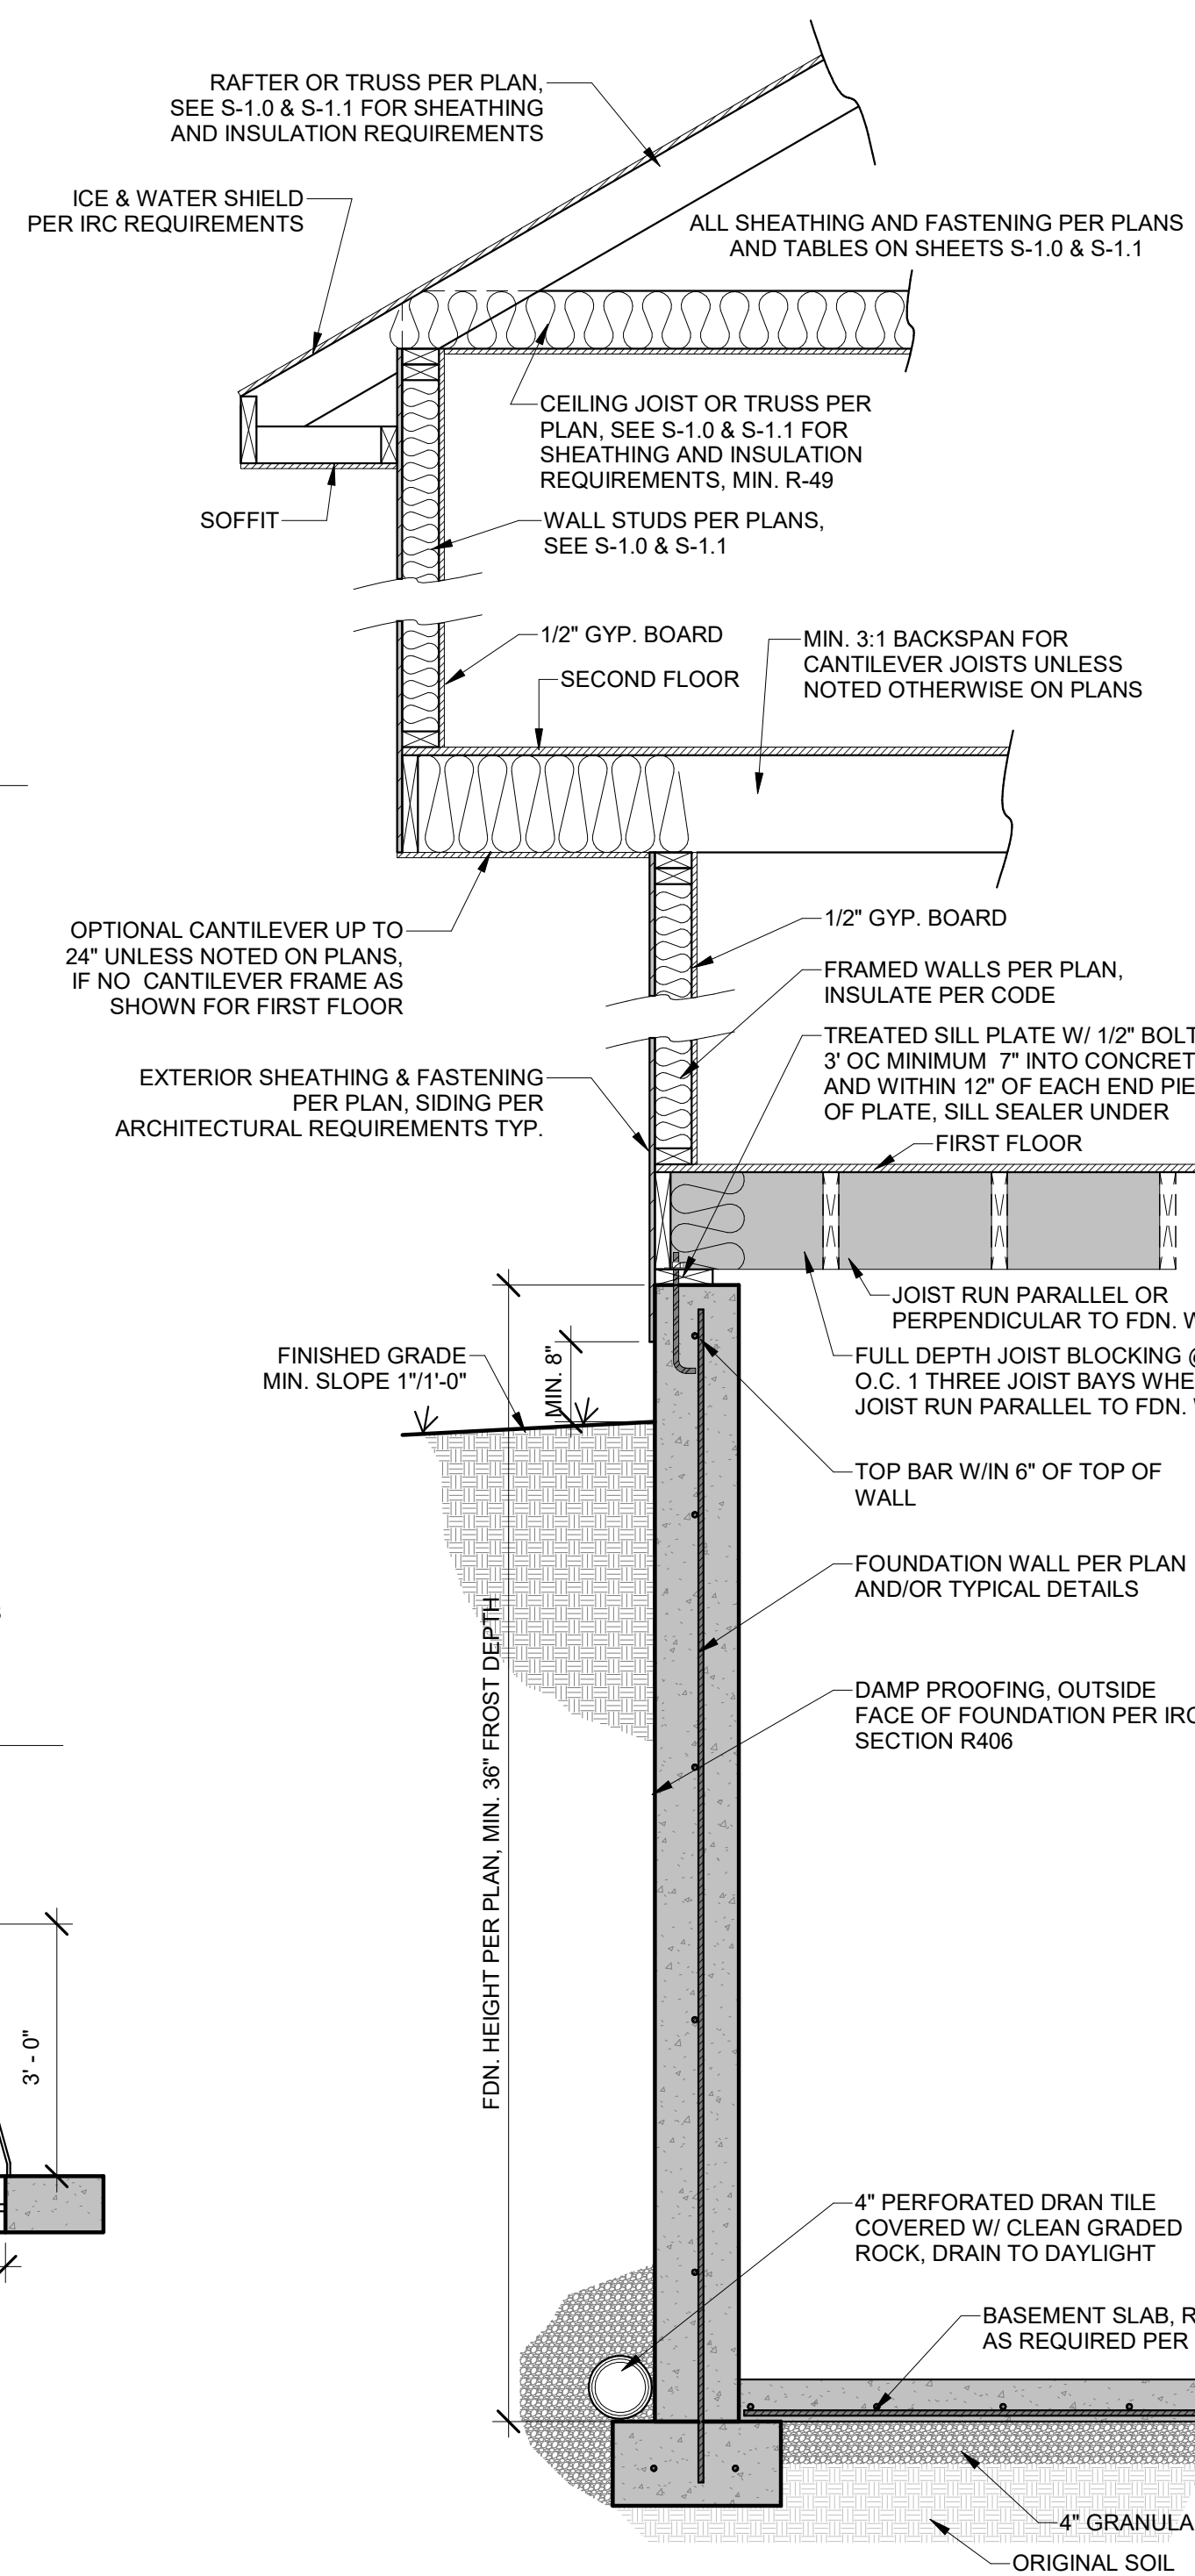 RAFTER OR TRUSS PER PLAN,
SEE S-1.0 & S-1.1 FOR SHEATHING
AND INSULATION REQUIREMENTS
ICE & WATER SHIELD
PER IRC REQUIREMENTS
ALL SHEATHING AND FASTENING PER PLANS
AND TABLES ON SHEETS S-1.0 & S-1.1
CEILING JOIST OR TRUSS PER
PLAN, SEE S-1.0 & S-1.1 FOR
SHEATHING AND INSULATION
REQUIREMENTS, MIN. R-49
SOFFIT
WALL STUDS PER PLANS,
SEE S-1.0 & S-1.1
1/2" GYP. BOARD
SECOND FLOOR
MIN. 3:1 BACKSPAN FOR
CANTILEVER JOISTS UNLESS
NOTED OTHERWISE ON PLANS
OPTIONAL CANTILEVER UP TO
24" UNLESS NOTED ON PLANS,
IF NO CANTILEVER FRAME AS
SHOWN FOR FIRST FLOOR
1/2" GYP. BOARD
FRAMED WALLS PER PLAN,
INSULATE PER CODE
TREATED SILL PLATE W/ 1/2" BOLT
3' OC MINIMUM 7" INTO CONCRET
AND WITHIN 12" OF EACH END PIE
OF PLATE, SILL SEALER UNDER
EXTERIOR SHEATHING & FASTENING
PER PLAN, SIDING PER
ARCHITECTURAL REQUIREMENTS TYP.
FIRST FLOOR
JOIST RUN PARALLEL OR
PERPENDICULAR TO FDN. W
FINISHED GRADE
MIN. SLOPE 1"/1'-0"
MIN. 8"
FULL DEPTH JOIST BLOCKING @
O.C. 1 THREE JOIST BAYS WHE
JOIST RUN PARALLEL TO FDN.
TOP BAR W/IN 6" OF TOP OF
WALL
FOUNDATION WALL PER PLAN
AND/OR TYPICAL DETAILS
FDN. HEIGHT PER PLAN, MIN. 36" FROST DEPTH
DAMP PROOFING, OUTSIDE
FACE OF FOUNDATION PER IRC
SECTION R406
3' - 0"
4" PERFORATED DRAN TILE
COVERED W/ CLEAN GRADED
ROCK, DRAIN TO DAYLIGHT
BASEMENT SLAB, R
AS REQUIRED PER
4" GRANULA
ORIGINAL SOIL